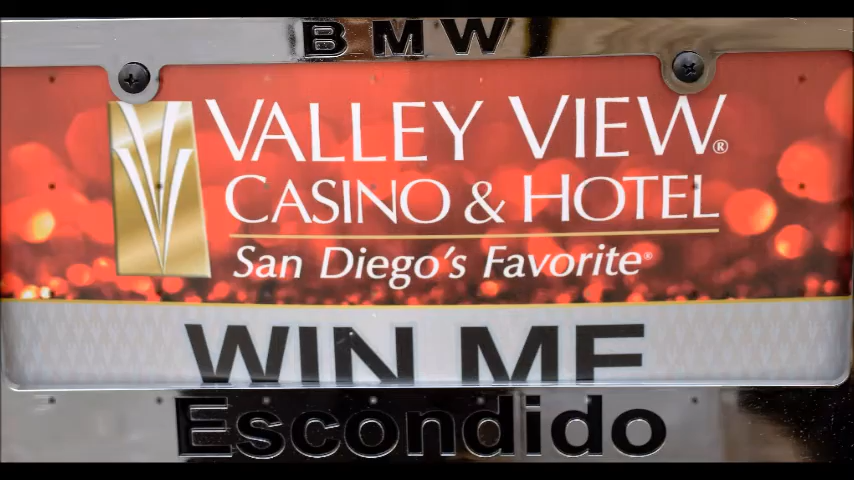 BMW
VALLEY VIEW®
CASINO & HOTEL
San Diego's Favorite®
WIN ME
Escondido